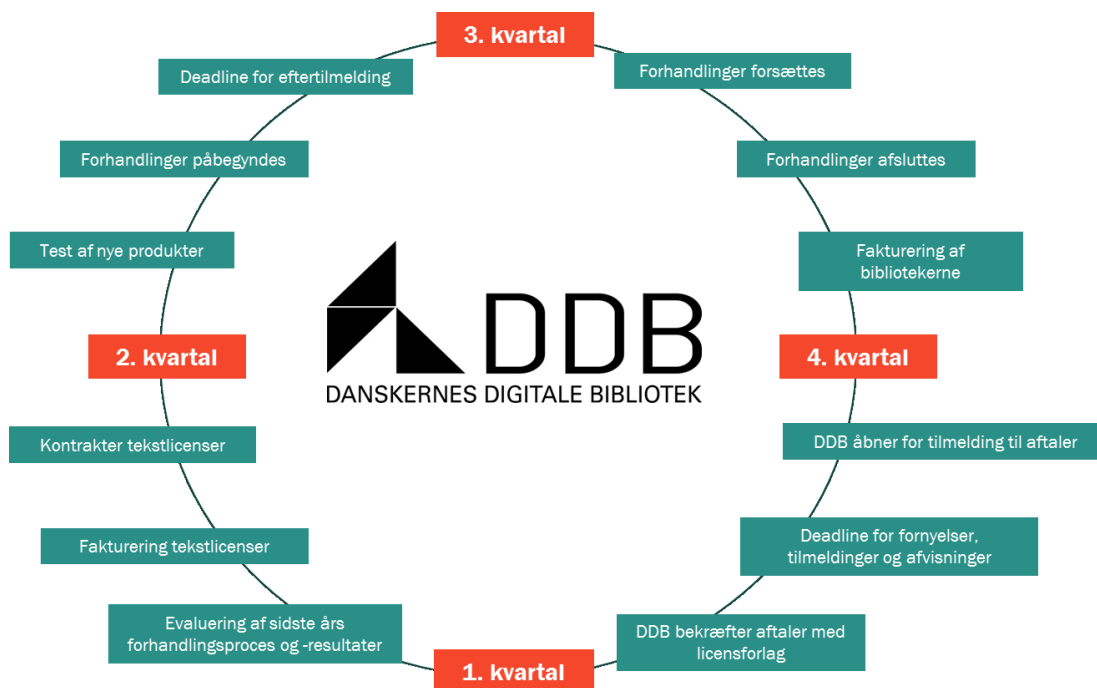 3. kvartal
Deadline for eftertilmelding
Forhandlinger forsættes
Forhandlinger påbegyndes
Forhandlinger afsluttes
Test af nye produkter
Fakturering af
bibliotekerne
DDB
DANSKERNES DIGITALE BIBLIOTEK
2. kvartal
4. kvartal
Kontrakter tekstlicenser
DDB åbner for tilmelding til aftaler
Fakturering tekstlicenser
Deadline for fornyelser,
tilmeldinger og afvisninger
Evaluering af sidste års
forhandlingsproces og -resultater
DDB bekræfter aftaler med
licensforlag
1. kvartal